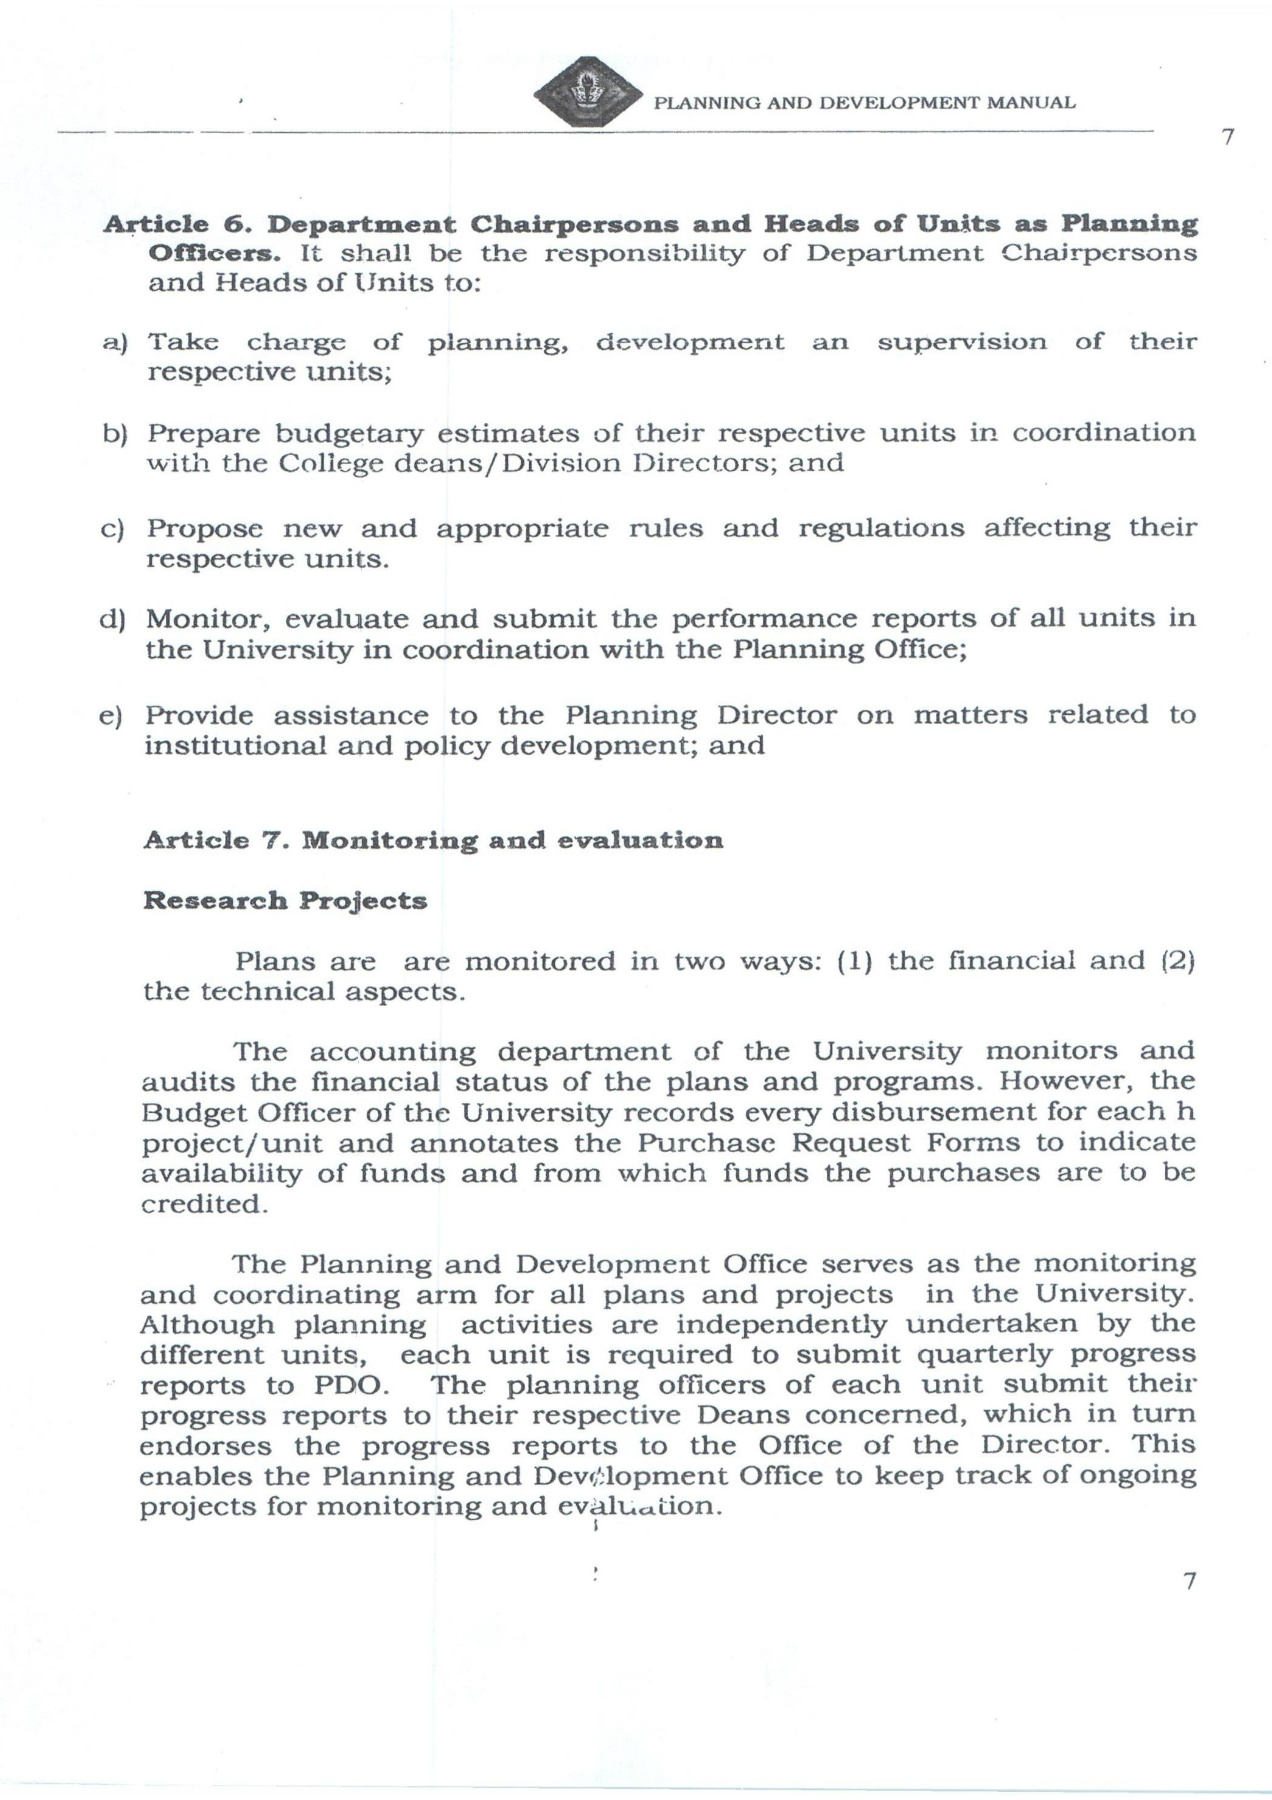 PLANNING AND DEVELOPMENT MANUAL
7
Article 6. Department Chairpersons and Heads of Units as Planning
Officers. It shall be the responsibility of Department Chairpersons
and Heads of Units to:
a) Take charge of planning, development an supervision of their
respective units;
b) Prepare budgetary estimates of their respective units in coordination
with the College deans/Division Directors; and
c) Propose new and appropriate rules and regulations affecting their
respective units.
d) Monitor, evaluate and submit the performance reports of all units in
the University in coordination with the Planning Office;
e) Provide assistance to the Planning Director on matters related to
institutional and policy development; and
Article 7. Monitoring and evaluation
Research Projects
Plans are are monitored in two ways: (1) the financial and (2)
the technical aspects.
The accounting department of the University monitors and
audits the financial status of the plans and programs. However, the
Budget Officer of the University records every disbursement for each h
project/unit and annotates the Purchase Request Forms to indicate
availability of funds and from which funds the purchases are to be
credited.
The Planning and Development Office serves as the monitoring
and coordinating arm for all plans and projects in the University.
Although planning activities are independently undertaken by the
different units, each unit is required to submit quarterly progress
reports to PDO. The planning officers of each unit submit their
progress reports to their respective Deans concerned, which in turn
endorses the progress reports to the Office of the Director. This
enables the Planning and Development Office to keep track of ongoing
projects for monitoring and evaluation.
7